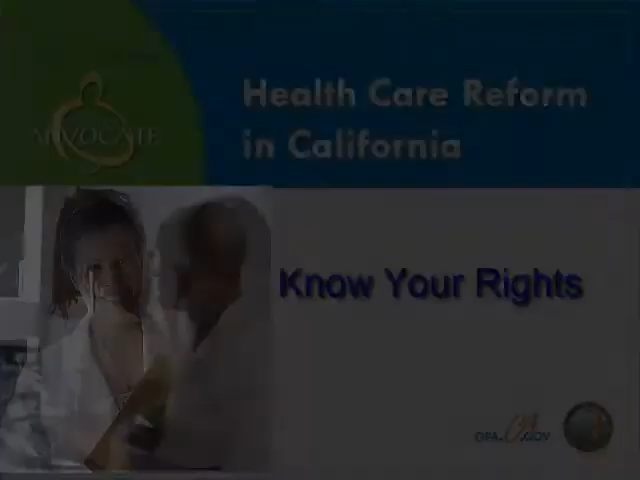 ADVOCATE
Health Care Reform
in California
Know Your Rights
OPA.CA.GOV